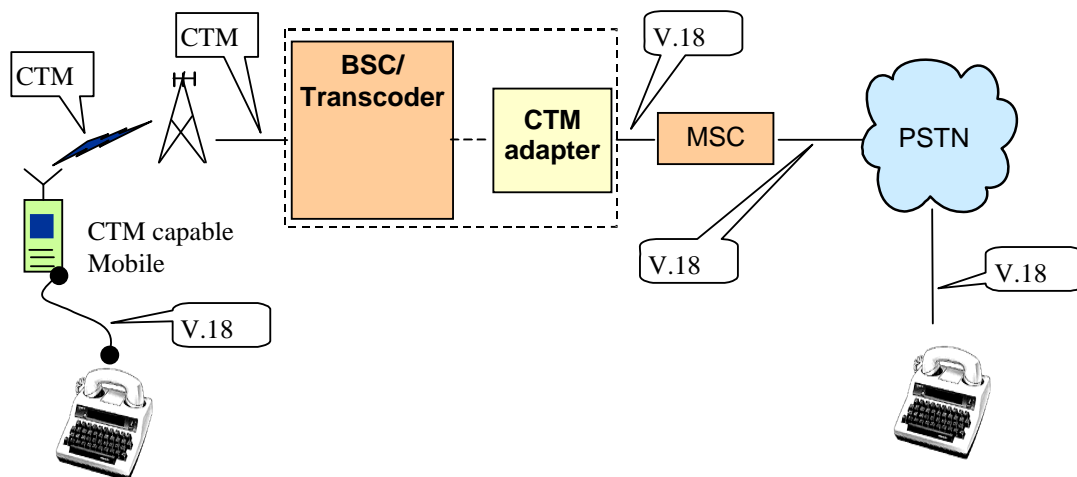 CTM
CTM
BSC/
Transcoder
CTM
adapter
V.18
MSC
PSTN
CTM capable
Mobile
V.18
V.18
V.18